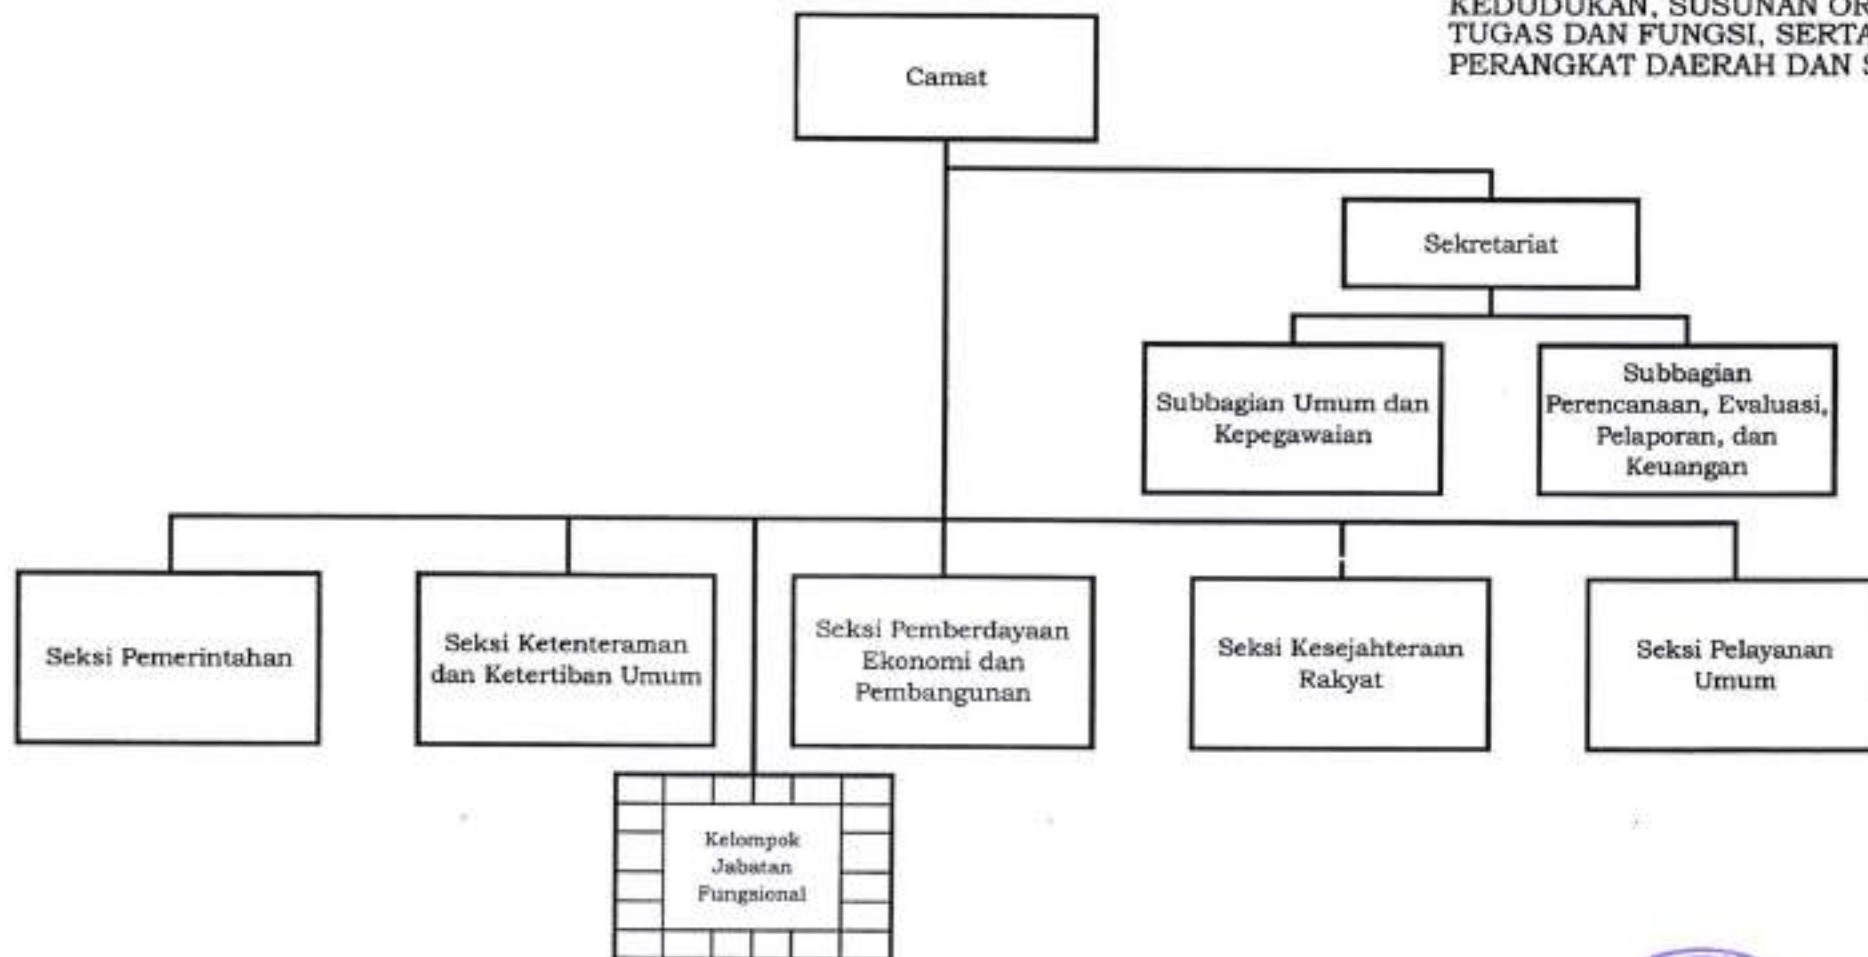 KEDUDUKAN, SUSUNAN
TUGAS DAN FUNGSI, SERTA
PERANGKAT DAERAH DAN
Camat
Sekretariat
Subbagian Umum dan
Kepegawaian
Subbagian
Perencanaan, Evaluasi,
Pelaporan, dan
Keuangan
Seksi Pemerintahan
Seksi Ketenteraman
dan Ketertiban Umum
Seksi Pemberdayaan
Ekonomi dan
Pembangunan
Seksi Kesejahteraan
Rakyat
Seksi Pelayanan
Umum
Kelompok
Jabatan
Fungsional